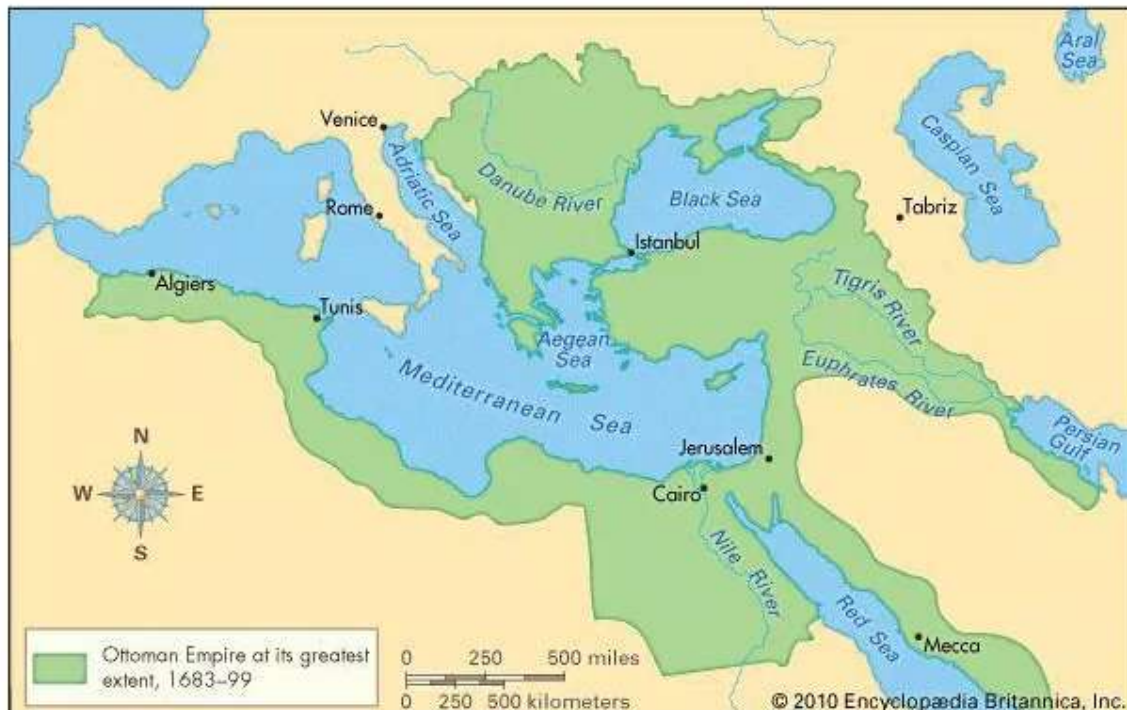 Aral
Sea
Caspian Sea
Venice
Adriatic Sea
Danube River
Black Sea
Rome
Tabriz
Istanbul
Algiers
Tigris River
Tunis
Aegean
Sea
Euphrates River
Mediterranean Sea
Persian
Gulf
Jerusalem
N
W E
S
Cairo
Nile River
Red Sea
Mecca
Ottoman Empire at its greatest
extent, 1683–99
0 250 500 miles
0 250 500 kilometers
© 2010 Encyclopædia Britannica, Inc.